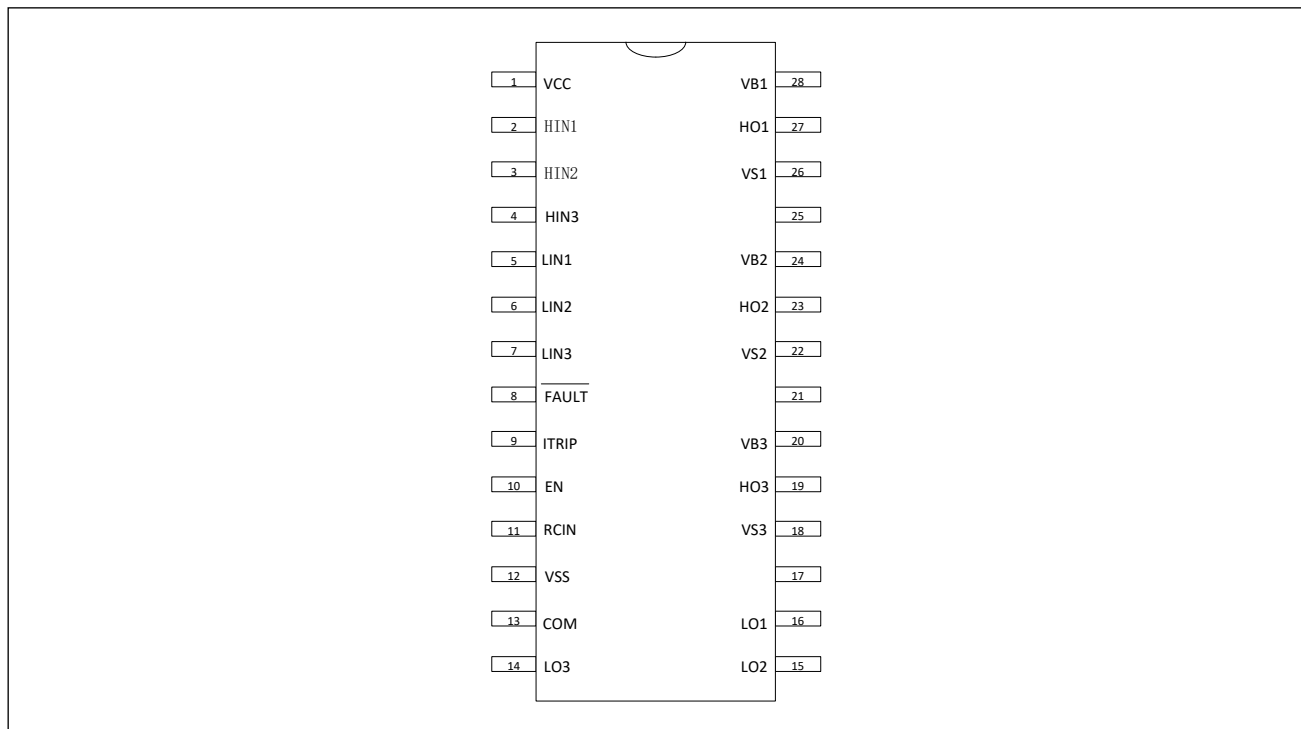 1 VCC VB1 28
2 HIN1 HO1 27
3 HIN2 VS1 26
4 HIN3 25
5 LIN1 VB2 24
6 LIN2 HO2 23
7 LIN3 VS2 22
8 FAULT 21
9 ITRIP VB3 20
10 EN HO3 19
11 RCIN VS3 18
12 VSS 17
13 COM LO1 16
14 LO3 LO2 15